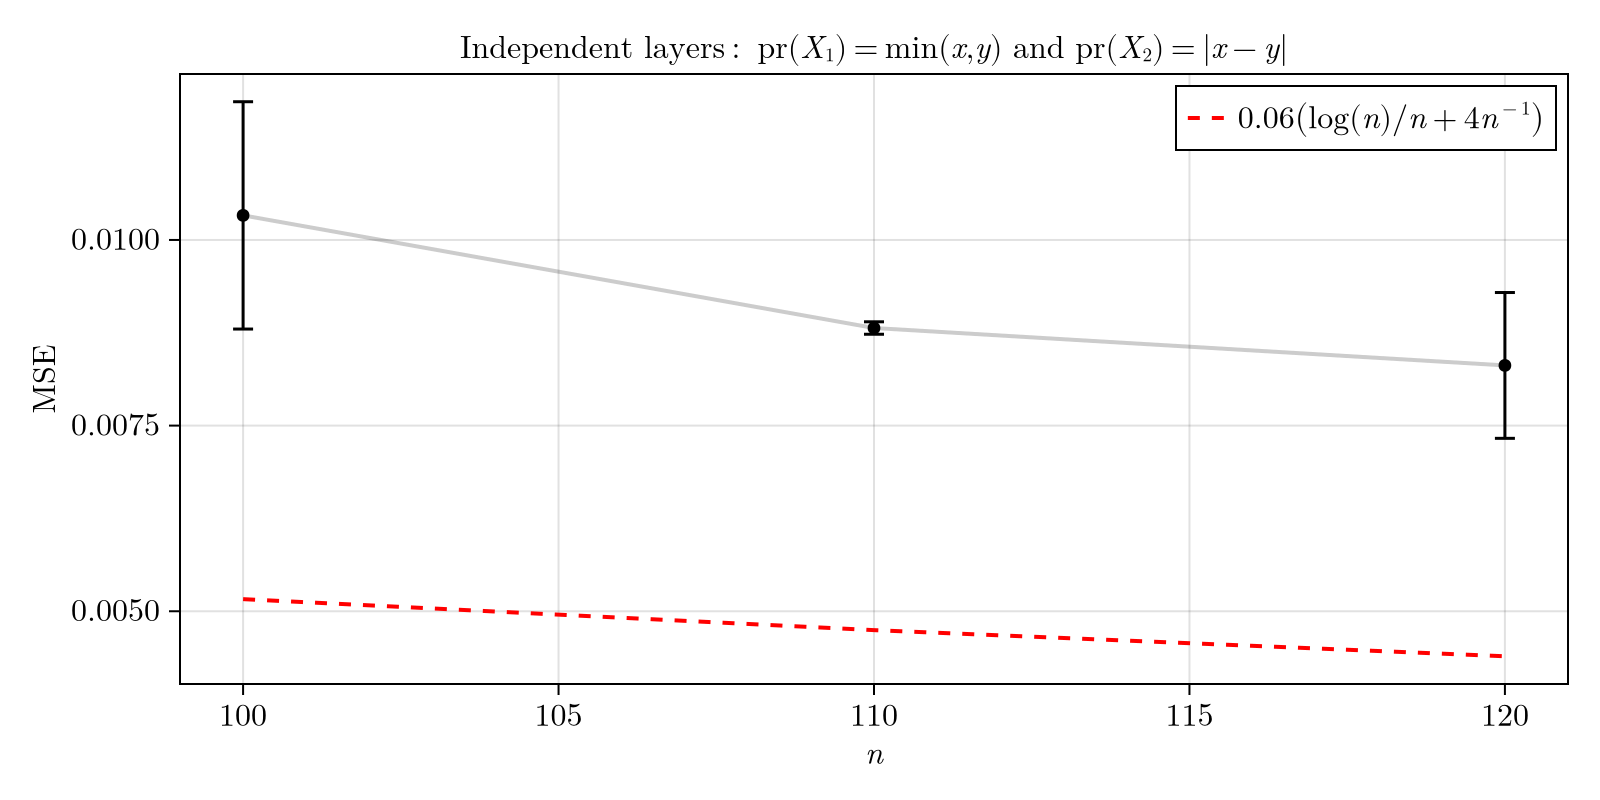 Independent layers: pr(X₁) = min(x,y) and pr(X₂) = |x − y|
0.06(log(n)/n + 4n⁻¹)
MSE
0.0100
0.0075
0.0050
100 105 110 115 120
n